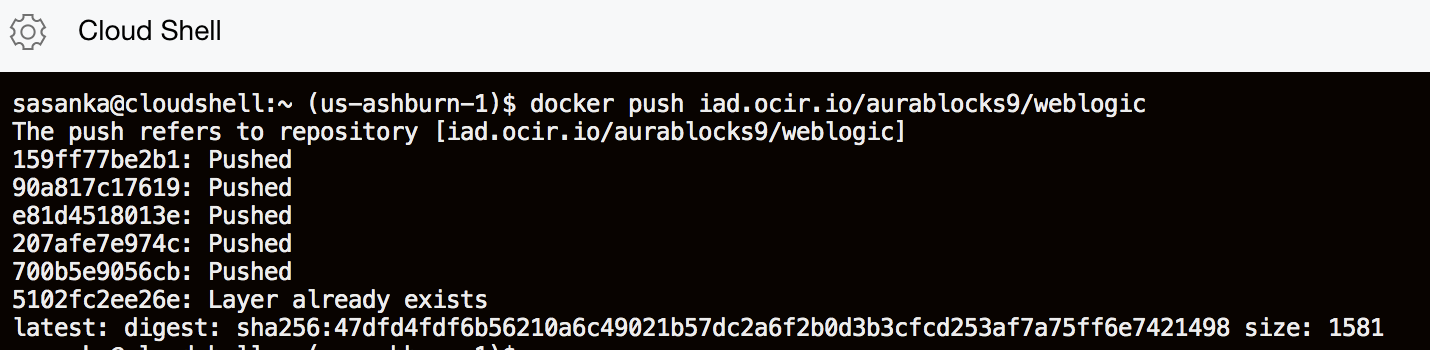 Cloud Shell
sasanka@cloudshell:~ (us-ashburn-1)$ docker push iad.ocir.io/aurablocks9/weblogic
The push refers to repository [iad.ocir.io/aurablocks9/weblogic]
159ff77be2b1: Pushed
90a817c17619: Pushed
e81d4518013e: Pushed
207afe7e974c: Pushed
700b5e9056cb: Pushed
5102fc2ee26e: Layer already exists
latest: digest: sha256:47dfd4fdf6b56210a6c49021b57dc2a6f2b0d3b3cfcd253af7a75ff6e7421498 size: 1581